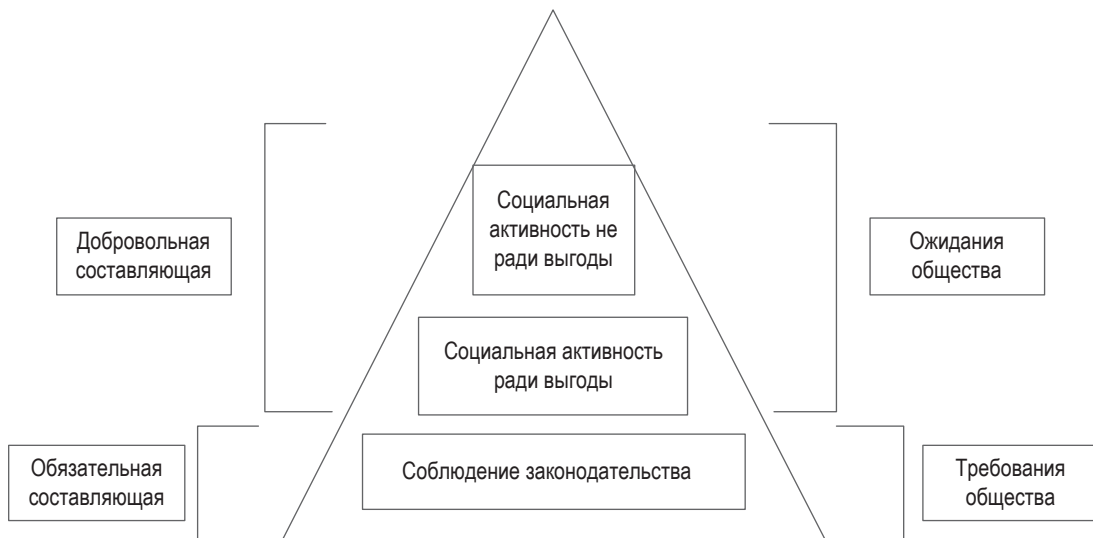 Социальная
активность не
ради выгоды
Добровольная
составляющая
Ожидания
общества
Социальная активность
ради выгоды
Обязательная
составляющая
Соблюдение законодательства
Требования
общества